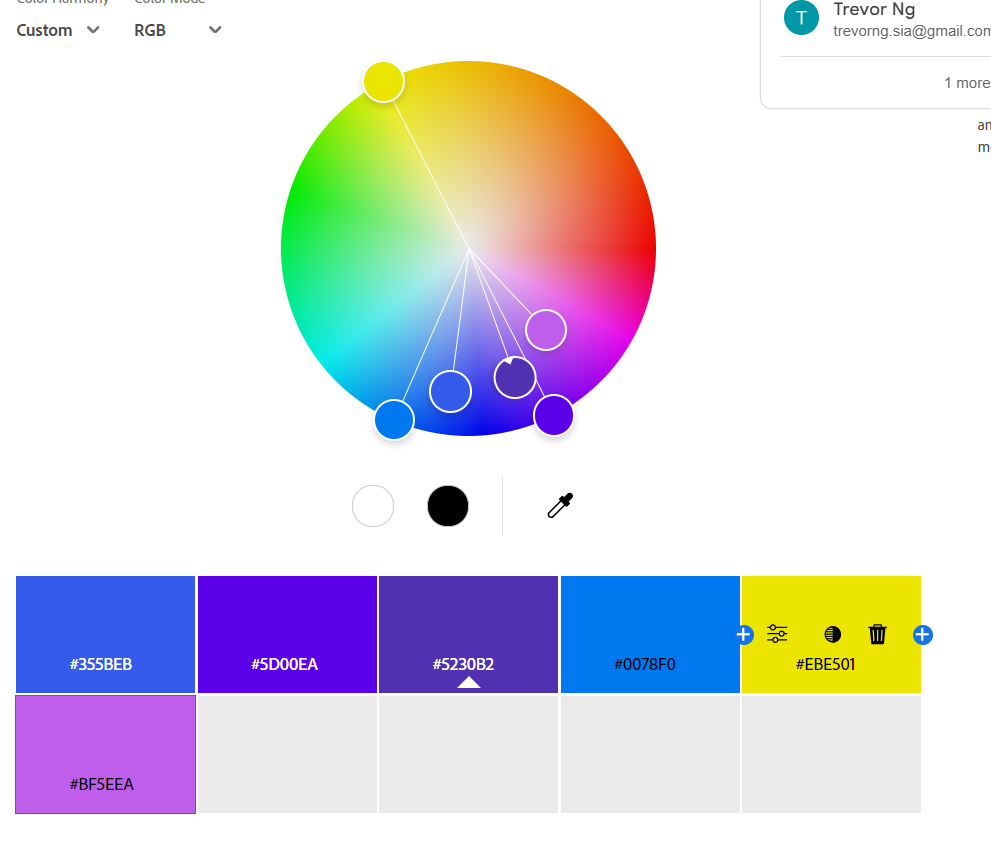 Color Harmony Color Mode
Custom RGB
T
Trevor Ng
trevorng.sia@gmail.com
1 more
#355BEB #5D00EA #5230B2 #0078F0 #EBE501
#BF5EEA